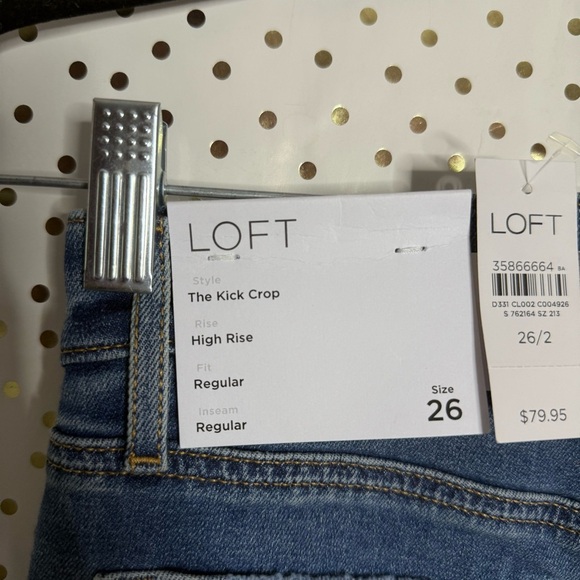 LOFT
Style
The Kick Crop
Rise
High Rise
Fit
Regular
Inseam
Regular
Size
26
LOFT
35866664 BA
D331 CL002 C004926
S 762164 SZ 213
26/2
$79.95